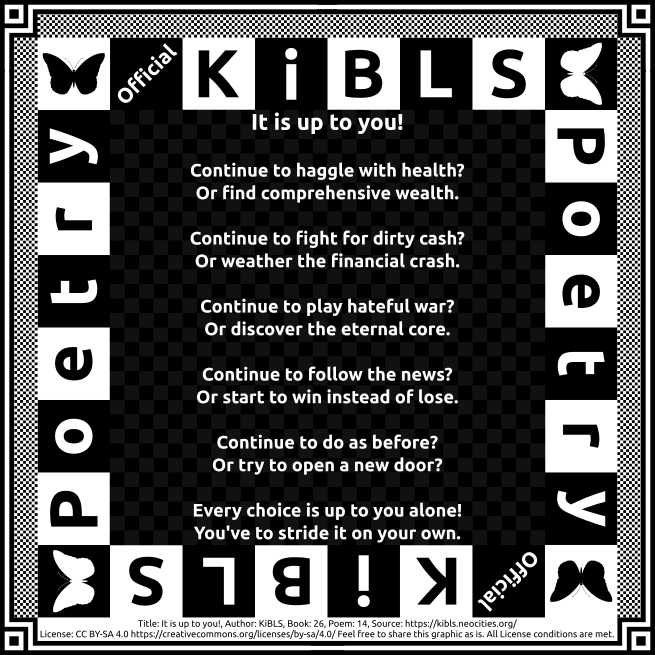 Official KiBLS
Poetry
Poetry
It is up to you!
Continue to haggle with health?
Or find comprehensive wealth.
Continue to fight for dirty cash?
Or weather the financial crash.
Continue to play hateful war?
Or discover the eternal core.
Continue to follow the news?
Or start to win instead of lose.
Continue to do as before?
Or try to open a new door?
Every choice is up to you alone!
You've to stride it on your own.
Official KiBLS
Title: It is up to you!, Author: KiBLS, Book: 26, Poem: 14, Source: https://kibls.neocities.org/
License: CC BY-SA 4.0 https://creativecommons.org/licenses/by-sa/4.0/ Feel free to share this graphic as is. All License conditions are met.